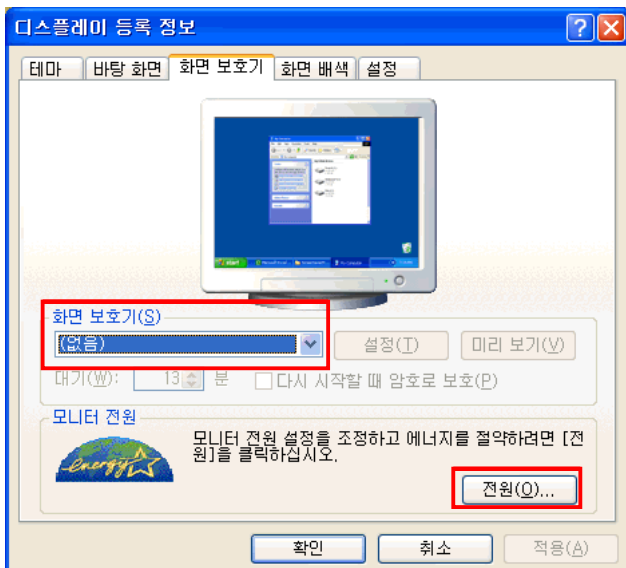 디스플레이 등록 정보
테마 바탕 화면 화면 보호기 화면 배색 설정
화면 보호기(S)
(없음) 설정(T) 미리 보기(V)
대기(W): 13 분 다시 시작할 때 암호로 보호(P)
모니터 전원
모니터 전원 설정을 조정하고 에너지를 절약하려면 [전
원]을 클릭하십시오.
energy
전원(O)...
확인 취소 적용(A)